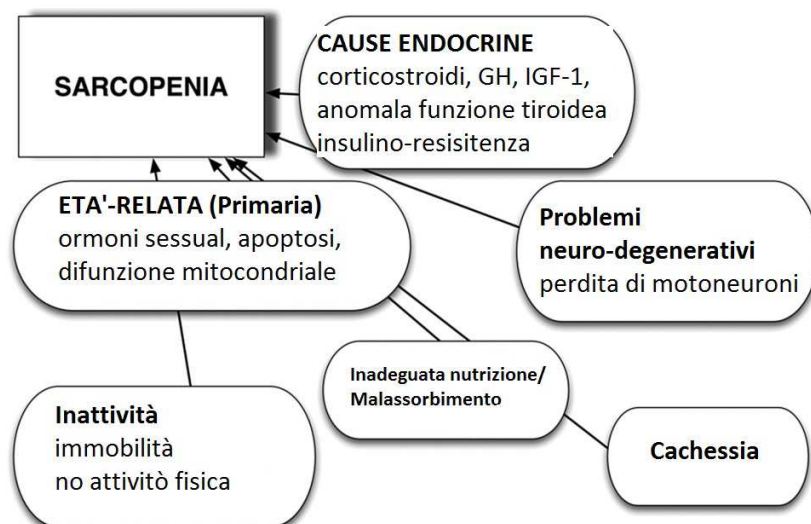 SARCOPENIA
CAUSE ENDOCRINE
corticostroidi, GH, IGF-1,
anomala funzione tiroidea
insulino-resisitenza
ETA'-RELATA (Primaria)
ormoni sessual, apoptosi,
difunzione mitocondriale
Problemi
neuro-degenerativi
perdita di motoneuroni
Inadeguata nutrizione/
Malassorbimento
Inattività
immobilità
no attivitò fisica
Cachessia